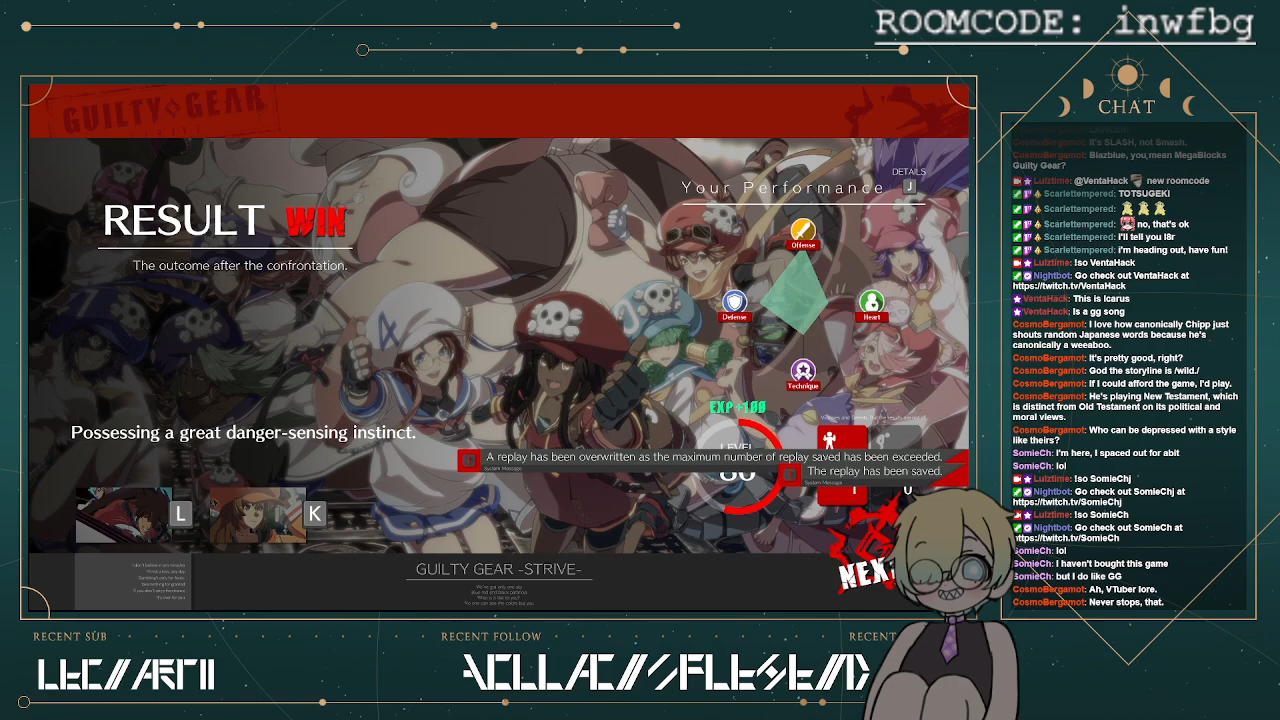 ROOMCODE: inwfbg
CHAT
GUILTY GEAR
RESULT WIN
The outcome after the confrontation.
DETAILS
Your Performance J
Offense
Defense
Heart
Technique
EXP +100
LEVEL
Possessing a great danger-sensing instinct.
A replay has been overwritten as the maximum number of replay saved has been exceeded.
System Message
The replay has been saved.
System Message
L
K
GUILTY GEAR -STRIVE-
NEX
CosmoBergamot: It's SLASH, not Smash.
CosmoBergamot: Blazblue, you mean MegaBlocks
Guilty Gear?
Lulztime: @VentaHack new roomcode
Scarlettempered: TOTSUGEKI
Scarlettempered:
Scarlettempered: no, that's ok
Scarlettempered: I'll tell you l8r
Scarlettempered: i'm heading out, have fun!
Lulztime: !so VentaHack
Nightbot: Go check out VentaHack at
https://twitch.tv/VentaHack
VentaHack: This is Icarus
VentaHack: Is a gg song
CosmoBergamot: I love how canonically Chipp just
shouts random Japanese words because he's
canonically a weeaboo.
CosmoBergamot: It's pretty good, right?
CosmoBergamot: God the storyline is /wild./
CosmoBergamot: If I could afford the game, I'd play.
CosmoBergamot: He's playing New Testament, which
is distinct from Old Testament on its political and
moral views.
CosmoBergamot: Who can be depressed with a style
like theirs?
SomieCh: I'm here, I spaced out for abit
SomieCh: lol
Lulztime: !so SomieChj
Nightbot: Go check out SomieChj at
https://twitch.tv/SomieChj
Lulztime: !so SomieCh
Nightbot: Go check out SomieCh at
https://twitch.tv/SomieCh
SomieCh: lol
SomieCh: I haven't bought this game
SomieCh: but I do like GG
CosmoBergamot: Ah, VTuber lore.
CosmoBergamot: Never stops, that.
RECENT SUB
RECENT FOLLOW
RECENT